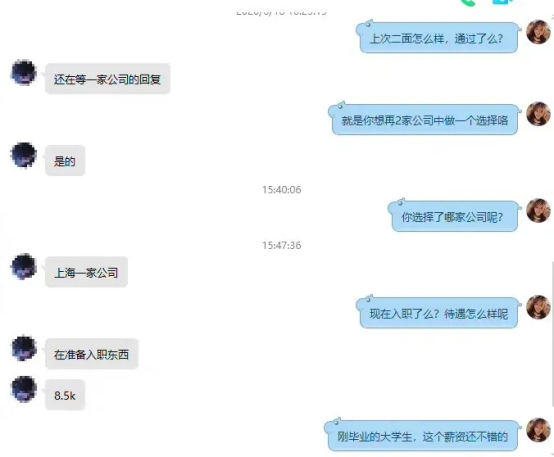 上次二面怎么样，通过了么？
还在等一家公司的回复
就是你想再2家公司中做一个选择咯
是的
15:40:06
你选择了哪家公司呢？
15:47:36
上海一家公司
现在入职了么？待遇怎么样呢
在准备入职东西
8.5k
刚毕业的大学生，这个薪资还不错的